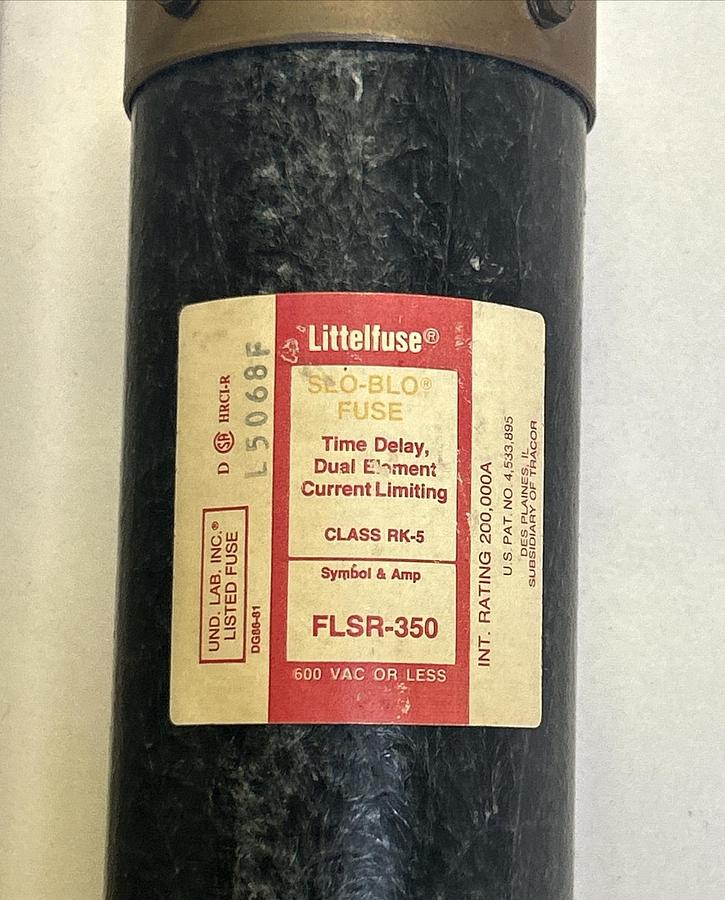 Littelfuse®
SLO-BLO®
FUSE
Time Delay,
Dual Element
Current Limiting
CLASS RK-5
Symbol & Amp
FLSR-350
600 VAC OR LESS
UND. LAB. INC.®
LISTED FUSE
D SA HRCI-R
DG86-81
L5068F
INT. RATING 200,000A
U.S. PAT. NO. 4,533,895
DES PLAINES, IL
SUBSIDIARY OF TRACOR